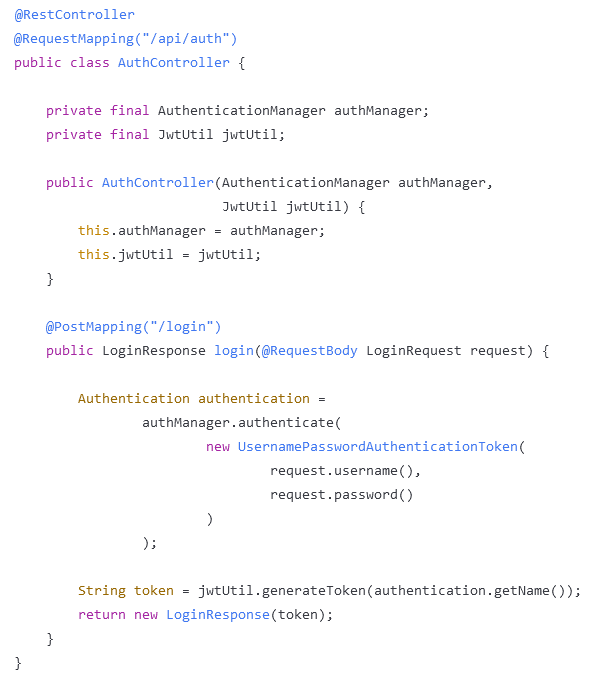 @RestController
@RequestMapping("/api/auth")
public class AuthController {
    private final AuthenticationManager authManager;
    private final JwtUtil jwtUtil;
    public AuthController(AuthenticationManager authManager,
                          JwtUtil jwtUtil) {
        this.authManager = authManager;
        this.jwtUtil = jwtUtil;
    }
    @PostMapping("/login")
    public LoginResponse login(@RequestBody LoginRequest request) {
        Authentication authentication =
                authManager.authenticate(
                        new UsernamePasswordAuthenticationToken(
                                request.username(),
                                request.password()
                        )
                );
        String token = jwtUtil.generateToken(authentication.getName());
        return new LoginResponse(token);
    }
}